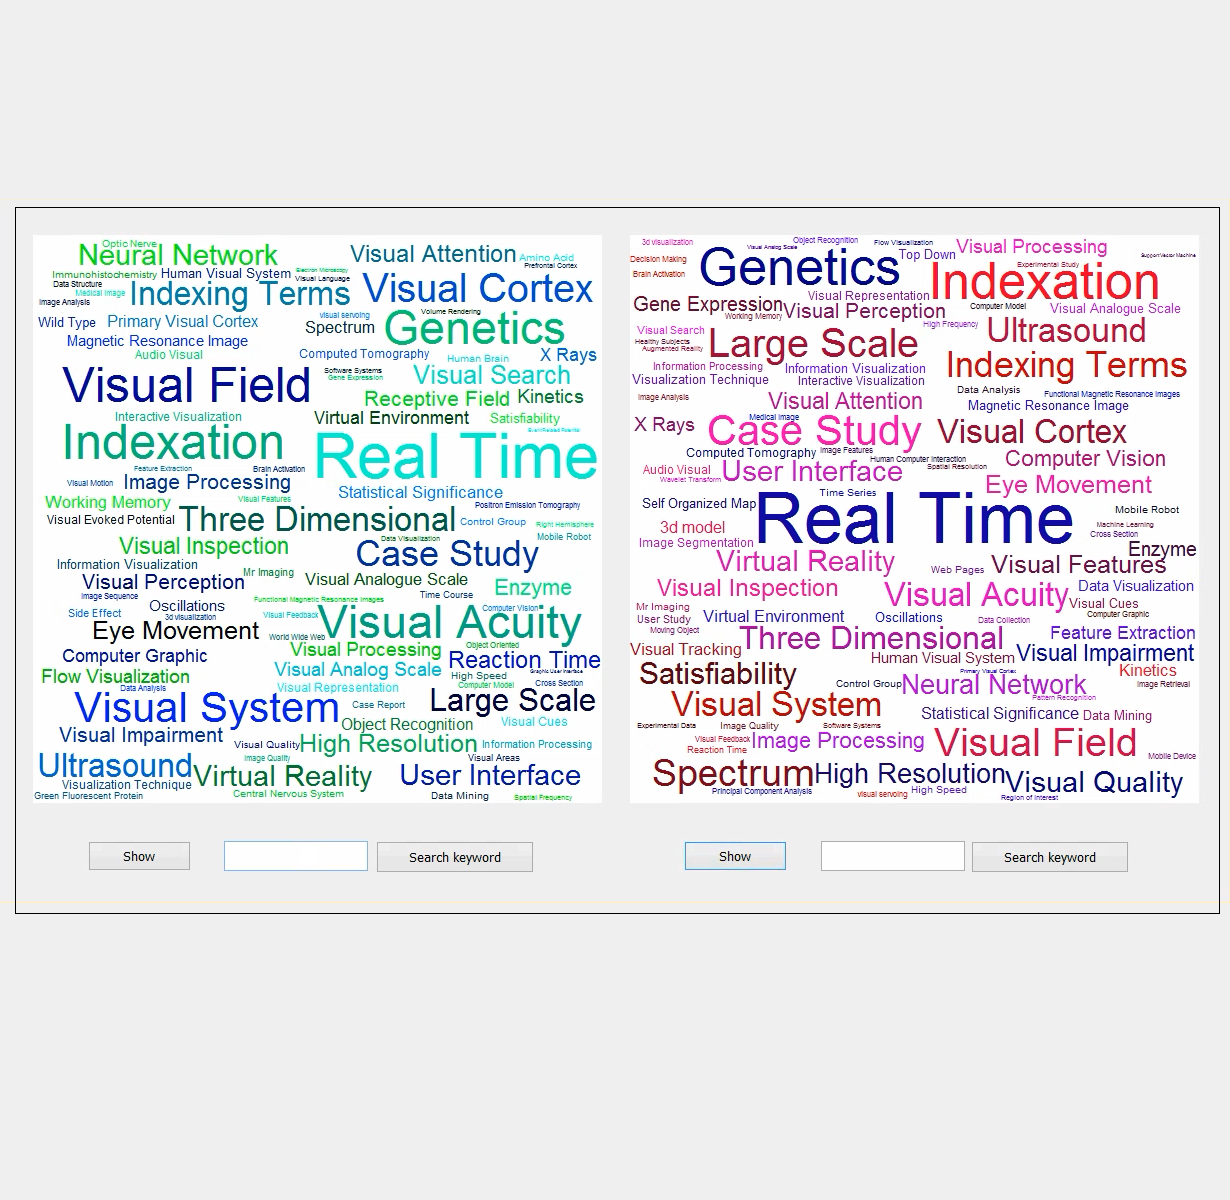 Optic Nerve
Neural Network
Visual Attention
Amino Acid
Prefrontal Cortex
Immunohistochemistry
Human Visual System
Electron Microscopy
Visual Language
Data Structure
Medical Image
Image Analysis
Indexing Terms
Visual Cortex
Wild Type
Primary Visual Cortex
visual servoing
Volume Rendering
Spectrum
Genetics
Magnetic Resonance Image
Audio Visual
Computed Tomography
Human Brain
X Rays
Visual Field
Software Systems
Gene Expression
Visual Search
Receptive Field
Kinetics
Interactive Visualization
Virtual Environment
Satisfiability
Indexation
Real Time
Feature Extraction
Brain Activation
Visual Motion
Image Processing
Statistical Significance
Working Memory
Visual Features
Positron Emission Tomography
Visual Evoked Potential
Three Dimensional
Control Group
Right Hemisphere
Mobile Robot
Visual Inspection
Data Visualization
Case Study
Information Visualization
Mr Imaging
Visual Perception
Visual Analogue Scale
Enzyme
Image Sequence
Time Course
Oscillations
Functional Magnetic Resonance Images
Side Effect
3d visualization
Visual Feedback
Computer Vision
Visual Acuity
Eye Movement
World Wide Web
Object Oriented
Computer Graphic
Visual Processing
Reaction Time
Flow Visualization
Visual Analog Scale
Graphic User Interface
High Speed
Data Analysis
Visual Representation
Computer Model
Cross Section
Visual System
Case Report
Large Scale
Visual Impairment
Object Recognition
Visual Cues
Visual Quality
High Resolution
Information Processing
Image Quality
Visual Areas
Ultrasound
Virtual Reality
User Interface
Visualization Technique
Green Fluorescent Protein
Central Nervous System
Data Mining
Spatial Frequency
Show
Search keyword
3d visualization
Object Recognition
Flow Visualization
Visual Analog Scale
Visual Processing
Decision Making
Genetics
Top Down
Support Vector Machine
Brain Activation
Experimental Study
Indexation
Gene Expression
Visual Representation
Working Memory
Visual Perception
Computer Model
Visual Analogue Scale
Visual Search
High Frequency
Ultrasound
Healthy Subjects
Augmented Reality
Large Scale
Information Processing
Information Visualization
Indexing Terms
Visualization Technique
Interactive Visualization
Image Analysis
Visual Attention
Data Analysis
Functional Magnetic Resonance Images
Magnetic Resonance Image
X Rays
Medical Image
Case Study
Visual Cortex
Computed Tomography
Image Features
Human Computer Interaction
Computer Vision
Audio Visual
Spatial Resolution
Wavelet Transform
User Interface
Eye Movement
Self Organized Map
Time Series
Real Time
Mobile Robot
3d model
Machine Learning
Cross Section
Image Segmentation
Enzyme
Virtual Reality
Web Pages
Visual Features
Visual Inspection
Visual Acuity
Data Visualization
Mr Imaging
Visual Cues
User Study
Virtual Environment
Oscillations
Data Collection
Computer Graphic
Moving Object
Three Dimensional
Feature Extraction
Visual Tracking
Human Visual System
Visual Impairment
Satisfiability
Primary Visual Cortex
Kinetics
Control Group
Neural Network
Image Retrieval
Pattern Recognition
Visual System
Statistical Significance
Data Mining
Experimental Data
Image Quality
Software Systems
Visual Feedback
Reaction Time
Image Processing
Visual Field
Mobile Device
Spectrum
High Resolution
Visual Quality
Principal Component Analysis
visual servoing
High Speed
Region of Interest
Show
Search keyword